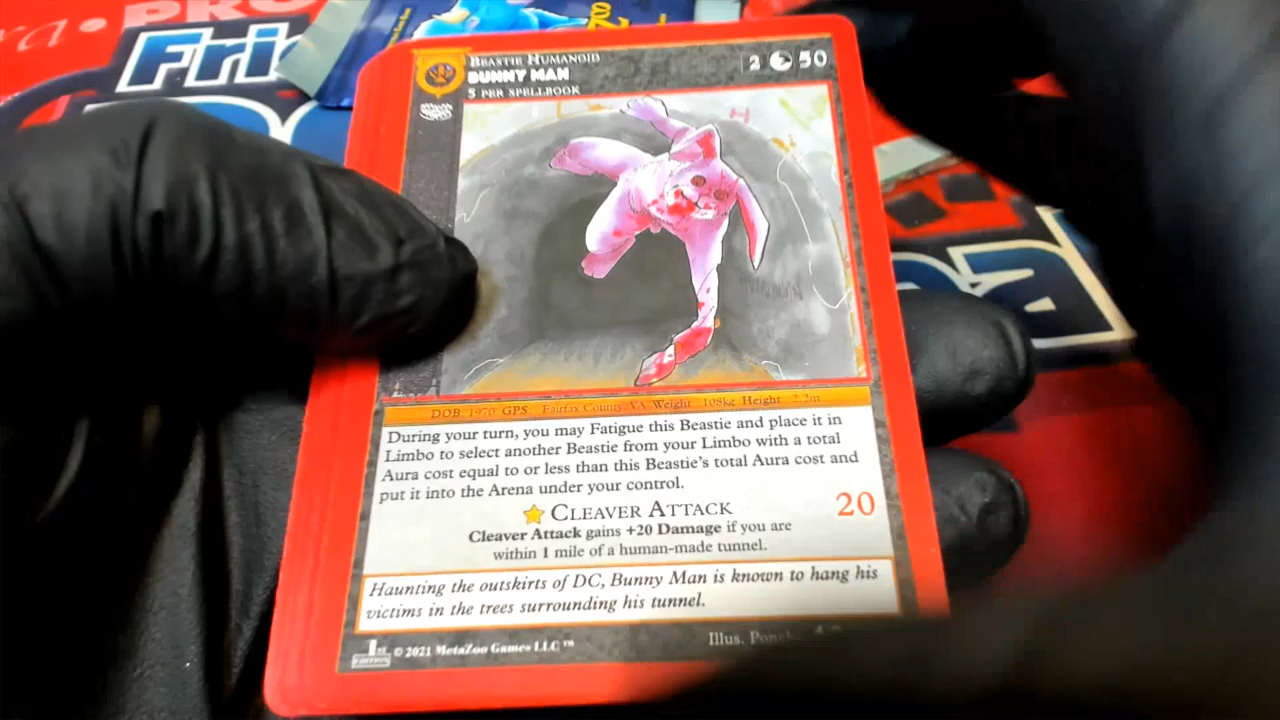 PRO
Fri
BEASTIE HUMANOID
BUNNY MAN
5 PER SPELLBOOK
2 50
DOB. 1970 GPS Fairfax County, VA Weight 108kg Height 2.2m
During your turn, you may Fatigue this Beastie and place it in
Limbo to select another Beastie from your Limbo with a total
Aura cost equal to or less than this Beastie's total Aura cost and
put it into the Arena under your control.
CLEAVER ATTACK 20
Cleaver Attack gains +20 Damage if you are
within 1 mile of a human-made tunnel.
Haunting the outskirts of DC, Bunny Man is known to hang his
victims in the trees surrounding his tunnel.
1st EDITION © 2021 MetaZoo Games LLC ™
Illus.